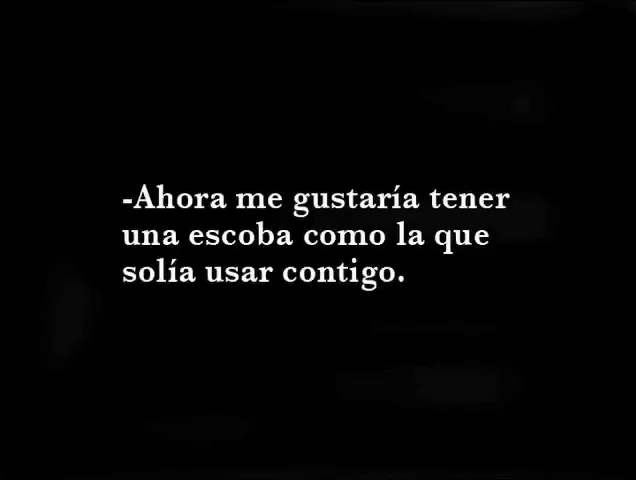 -Ahora me gustaría tener
una escoba como la que
solía usar contigo.